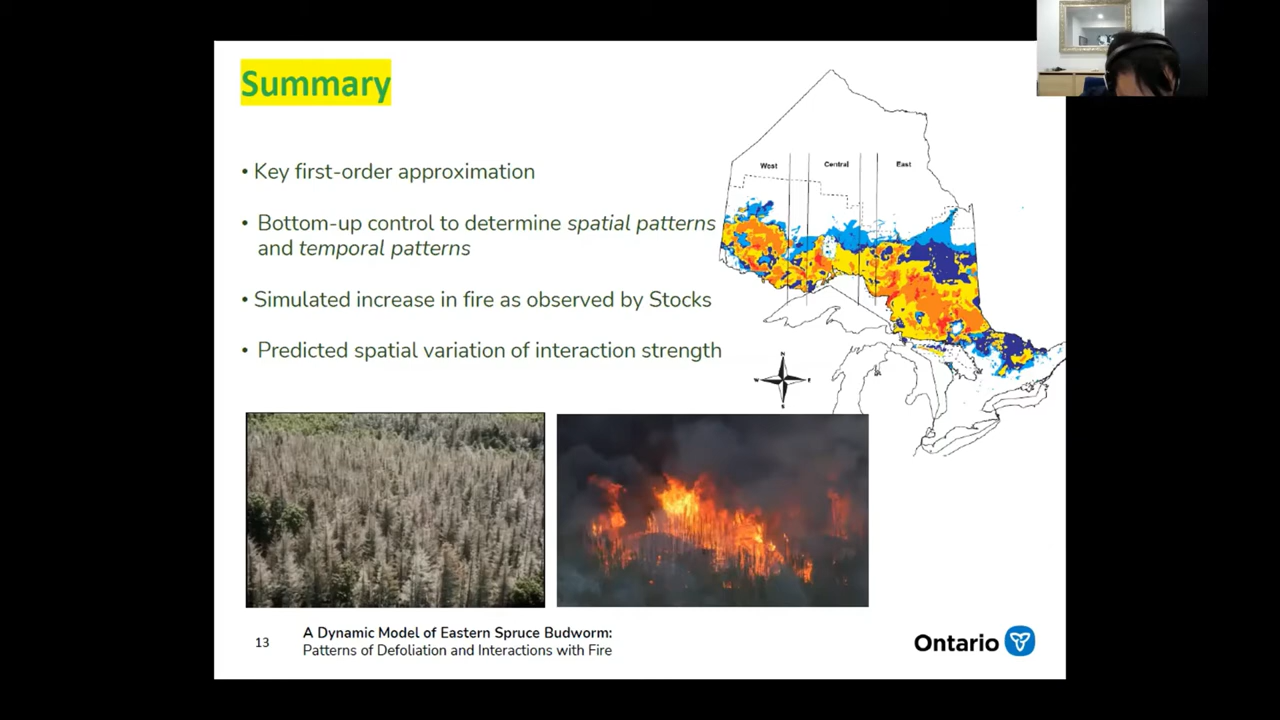 Summary
• Key first-order approximation
• Bottom-up control to determine spatial patterns
and temporal patterns
• Simulated increase in fire as observed by Stocks
• Predicted spatial variation of interaction strength
West Central East
N
W E
S
13
A Dynamic Model of Eastern Spruce Budworm:
Patterns of Defoliation and Interactions with Fire
Ontario